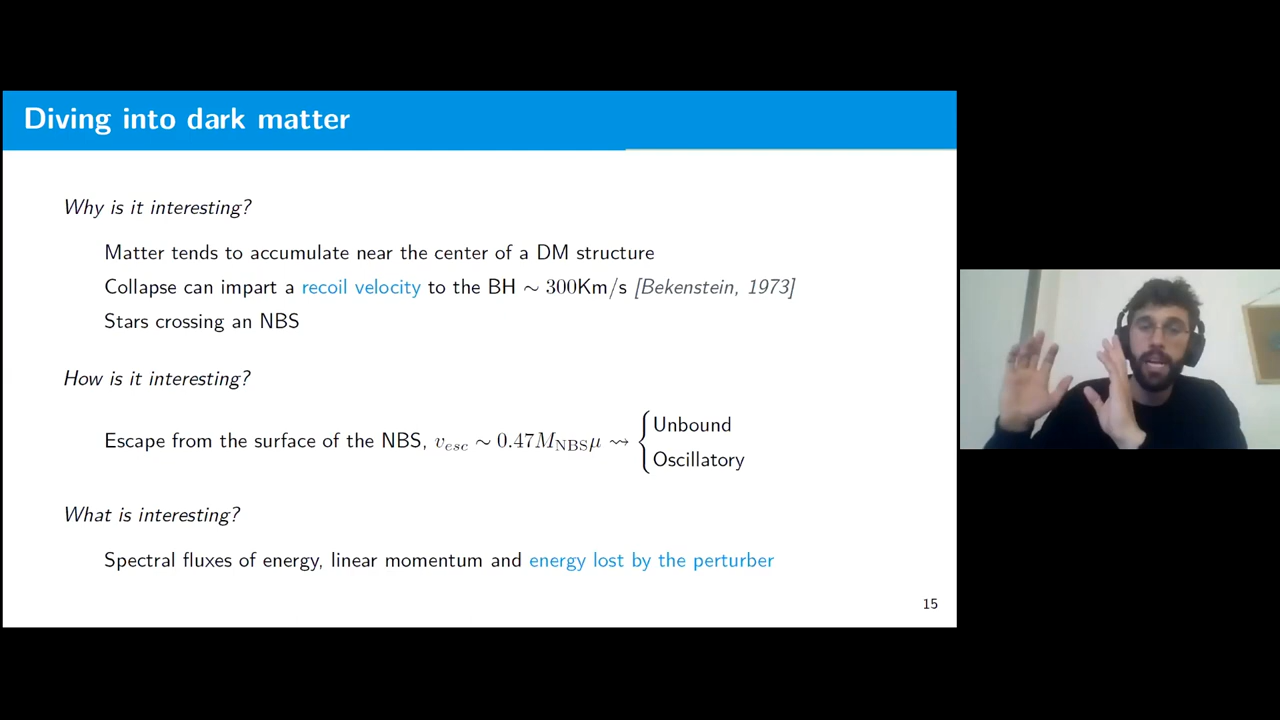 Diving into dark matter
Why is it interesting?
Matter tends to accumulate near the center of a DM structure
Collapse can impart a recoil velocity to the BH ∼ 300Km/s [Bekenstein, 1973]
Stars crossing an NBS
How is it interesting?
Escape from the surface of the NBS, v_esc ∼ 0.47M_NBS μ ⇝ { Unbound
Oscillatory
What is interesting?
Spectral fluxes of energy, linear momentum and energy lost by the perturber
15